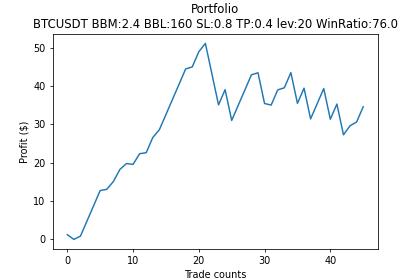 Portfolio
BTCUSDT BBM:2.4 BBL:160 SL:0.8 TP:0.4 lev:20 WinRatio:76.0
50
40
30
20
10
0
Profit ($)
0 10 20 30 40
Trade counts